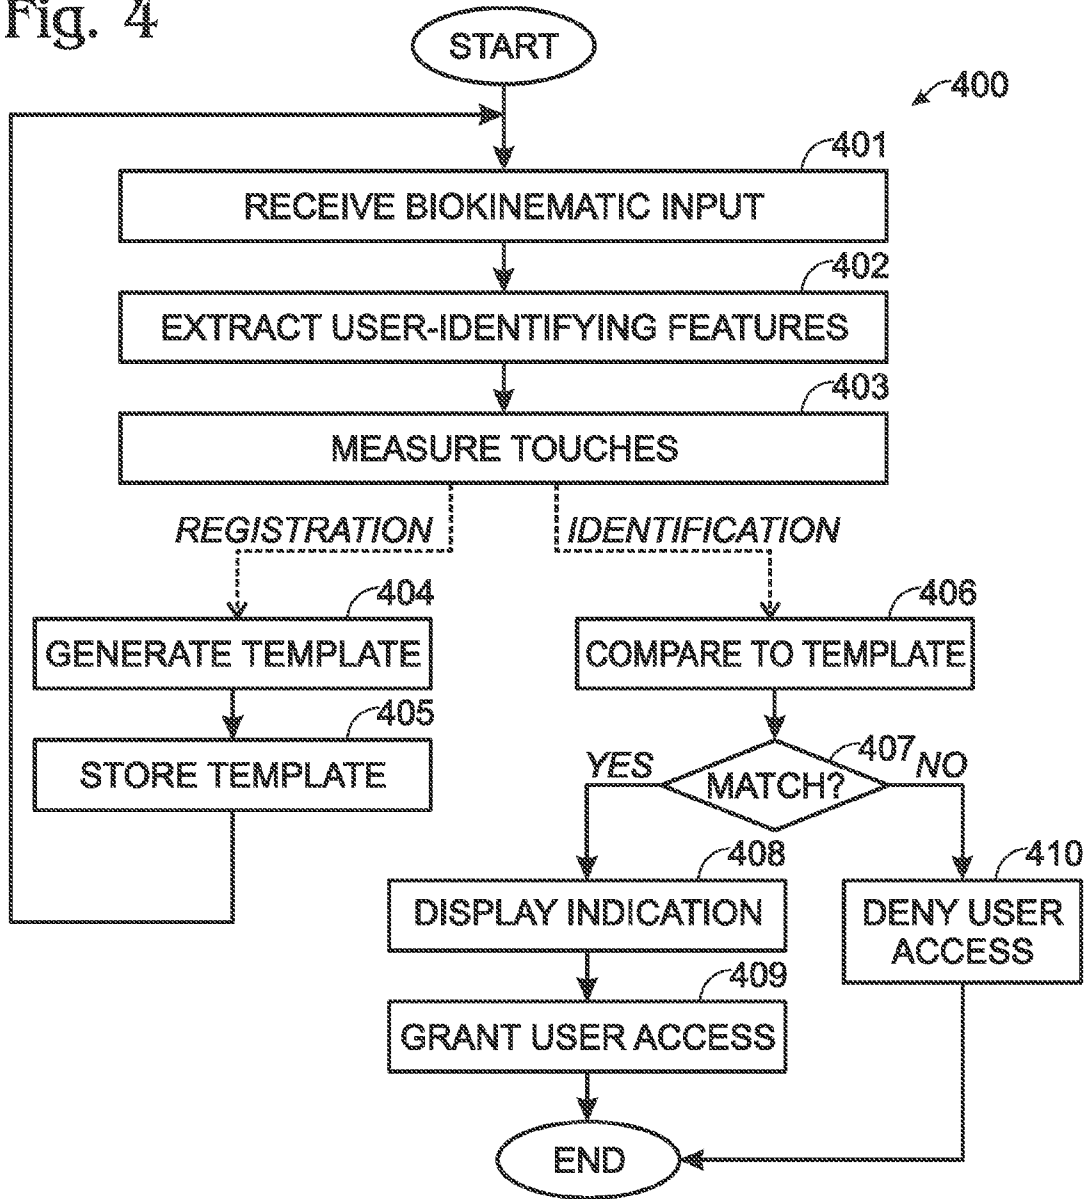 Fig. 4
START
400
401
RECEIVE BIOKINEMATIC INPUT
402
EXTRACT USER-IDENTIFYING FEATURES
403
MEASURE TOUCHES
REGISTRATION
IDENTIFICATION
404
GENERATE TEMPLATE
405
STORE TEMPLATE
406
COMPARE TO TEMPLATE
407
YES
MATCH?
NO
408
DISPLAY INDICATION
409
GRANT USER ACCESS
410
DENY USER
ACCESS
END